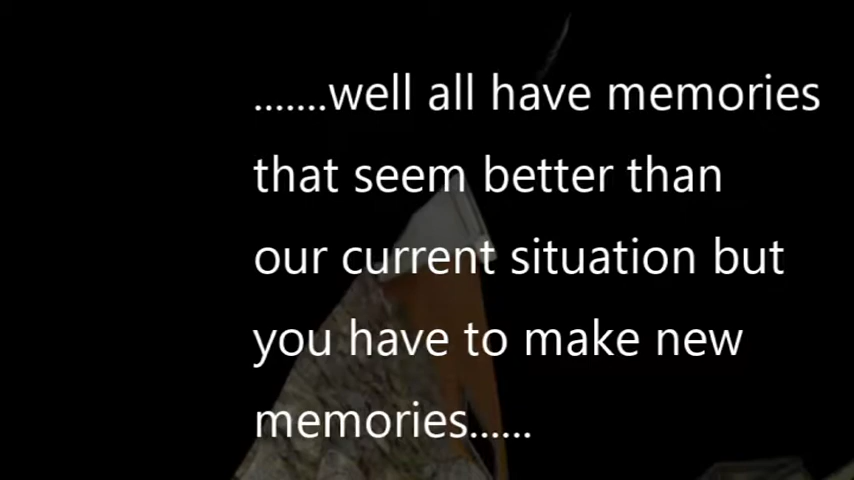 .......well all have memories
that seem better than
our current situation but
you have to make new
memories......